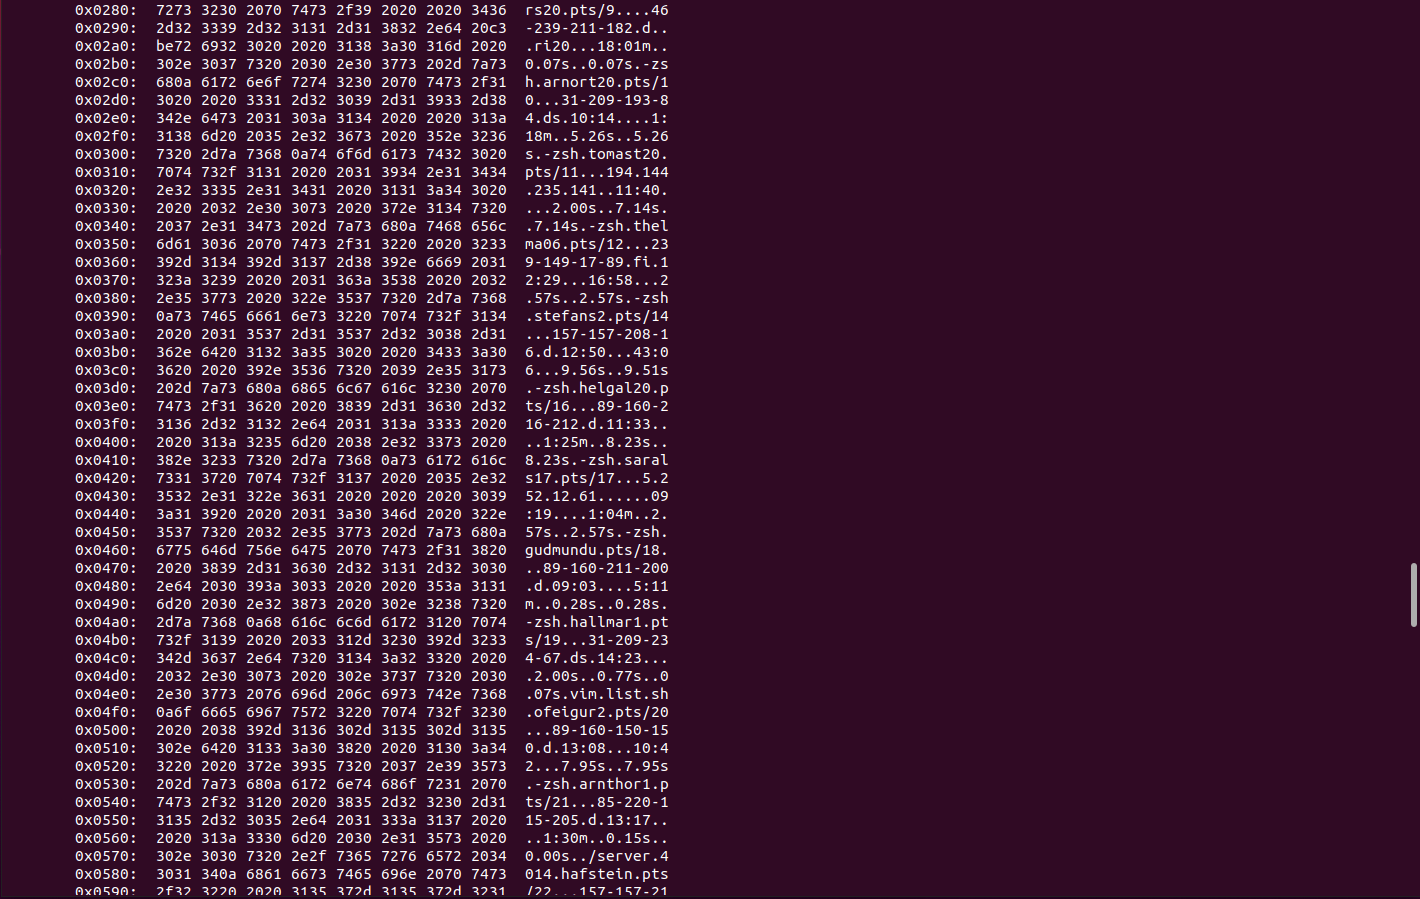 0x0280:  7273 3230 2070 7473 2f39 2020 2020 3436  rs20.pts/9....46
0x0290:  2d32 3339 2d32 3131 2d31 3832 2e64 20c3  -239-211-182.d..
0x02a0:  be72 6932 3020 2020 3138 3a30 316d 2020  .ri20...18:01m..
0x02b0:  302e 3037 7320 2030 2e30 3773 202d 7a73  0.07s..0.07s.-zs
0x02c0:  680a 6172 6e6f 7274 3230 2070 7473 2f31  h.arnort20.pts/1
0x02d0:  3020 2020 3331 2d32 3039 2d31 3933 2d38  0...31-209-193-8
0x02e0:  342e 6473 2031 303a 3134 2020 2020 313a  4.ds.10:14....1:
0x02f0:  3138 6d20 2035 2e32 3673 2020 352e 3236  18m..5.26s..5.26
0x0300:  7320 2d7a 7368 0a74 6f6d 6173 7432 3020  s.-zsh.tomast20.
0x0310:  7074 732f 3131 2020 2031 3934 2e31 3434  pts/11...194.144
0x0320:  2e32 3335 2e31 3431 2020 3131 3a34 3020  .235.141..11:40.
0x0330:  2020 2032 2e30 3073 2020 372e 3134 7320  ...2.00s..7.14s.
0x0340:  2037 2e31 3473 202d 7a73 680a 7468 656c  .7.14s.-zsh.thel
0x0350:  6d61 3036 2070 7473 2f31 3220 2020 3233  ma06.pts/12...23
0x0360:  392d 3134 392d 3137 2d38 392e 6669 2031  9-149-17-89.fi.1
0x0370:  323a 3239 2020 2031 363a 3538 2020 2032  2:29...16:58...2
0x0380:  2e35 3773 2020 322e 3537 7320 2d7a 7368  .57s..2.57s.-zsh
0x0390:  0a73 7465 6661 6e73 3220 7074 732f 3134  .stefans2.pts/14
0x03a0:  2020 2031 3537 2d31 3537 2d32 3038 2d31  ...157-157-208-1
0x03b0:  362e 6420 3132 3a35 3020 2020 3433 3a30  6.d.12:50...43:0
0x03c0:  3620 2020 392e 3536 7320 2039 2e35 3173  6...9.56s..9.51s
0x03d0:  202d 7a73 680a 6865 6c67 616c 3230 2070  .-zsh.helgal20.p
0x03e0:  7473 2f31 3620 2020 3839 2d31 3630 2d32  ts/16...89-160-2
0x03f0:  3136 2d32 3132 2e64 2031 313a 3333 2020  16-212.d.11:33..
0x0400:  2020 313a 3235 6d20 2038 2e32 3373 2020  ..1:25m..8.23s..
0x0410:  382e 3233 7320 2d7a 7368 0a73 6172 616c  8.23s.-zsh.saral
0x0420:  7331 3720 7074 732f 3137 2020 2035 2e32  s17.pts/17...5.2
0x0430:  3532 2e31 322e 3631 2020 2020 2020 3039  52.12.61......09
0x0440:  3a31 3920 2020 2031 3a30 346d 2020 322e  :19....1:04m..2.
0x0450:  3537 7320 2032 2e35 3773 202d 7a73 680a  57s..2.57s.-zsh.
0x0460:  6775 646d 756e 6475 2070 7473 2f31 3820  gudmundu.pts/18.
0x0470:  2020 3839 2d31 3630 2d32 3131 2d32 3030  ..89-160-211-200
0x0480:  2e64 2030 393a 3033 2020 2020 353a 3131  .d.09:03....5:11
0x0490:  6d20 2030 2e32 3873 2020 302e 3238 7320  m..0.28s..0.28s.
0x04a0:  2d7a 7368 0a68 616c 6c6d 6172 3120 7074  -zsh.hallmar1.pt
0x04b0:  732f 3139 2020 2033 312d 3230 392d 3233  s/19...31-209-23
0x04c0:  342d 3637 2e64 7320 3134 3a32 3320 2020  4-67.ds.14:23...
0x04d0:  2032 2e30 3073 2020 302e 3737 7320 2030  .2.00s..0.77s..0
0x04e0:  2e30 3773 2076 696d 206c 6973 742e 7368  .07s.vim.list.sh
0x04f0:  0a6f 6665 6967 7572 3220 7074 732f 3230  .ofeigur2.pts/20
0x0500:  2020 2038 392d 3136 302d 3135 302d 3135  ...89-160-150-15
0x0510:  302e 6420 3133 3a30 3820 2020 3130 3a34  0.d.13:08...10:4
0x0520:  3220 2020 372e 3935 7320 2037 2e39 3573  2...7.95s..7.95s
0x0530:  202d 7a73 680a 6172 6e74 686f 7231 2070  .-zsh.arnthor1.p
0x0540:  7473 2f32 3120 2020 3835 2d32 3230 2d31  ts/21...85-220-1
0x0550:  3135 2d32 3035 2e64 2031 333a 3137 2020  15-205.d.13:17..
0x0560:  2020 313a 3330 6d20 2030 2e31 3573 2020  ..1:30m..0.15s..
0x0570:  302e 3030 7320 2e2f 7365 7276 6572 2034  0.00s../server.4
0x0580:  3031 340a 6861 6673 7465 696e 2070 7473  014.hafstein.pts
0x0590:  2f32 3220 2020 3135 372d 3135 372d 3231  /22...157-157-21